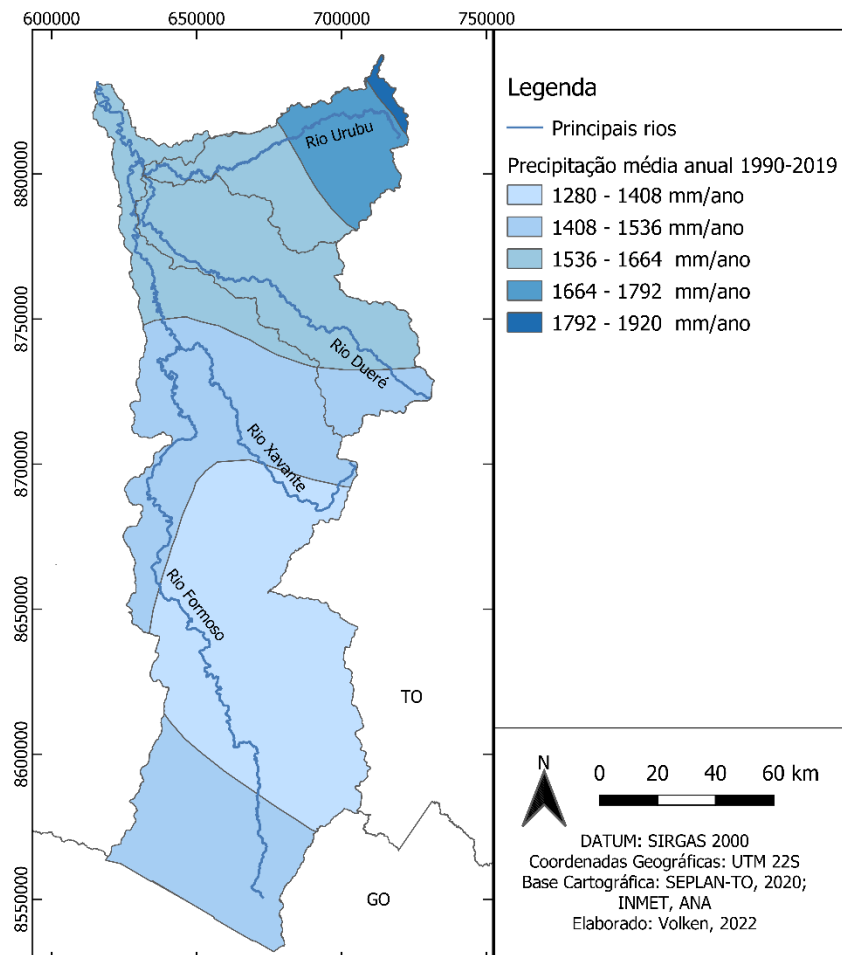 600000 650000 700000 750000
8800000
8750000
8700000
8650000
8600000
8550000
Rio Urubu
Rio Dueré
Rio Xavante
Rio Formoso
TO
GO
Legenda
Principais rios
Precipitação média anual 1990-2019
1280 - 1408 mm/ano
1408 - 1536 mm/ano
1536 - 1664 mm/ano
1664 - 1792 mm/ano
1792 - 1920 mm/ano
N
0 20 40 60 km
DATUM: SIRGAS 2000
Coordenadas Geográficas: UTM 22S
Base Cartográfica: SEPLAN-TO, 2020;
INMET, ANA
Elaborado: Volken, 2022